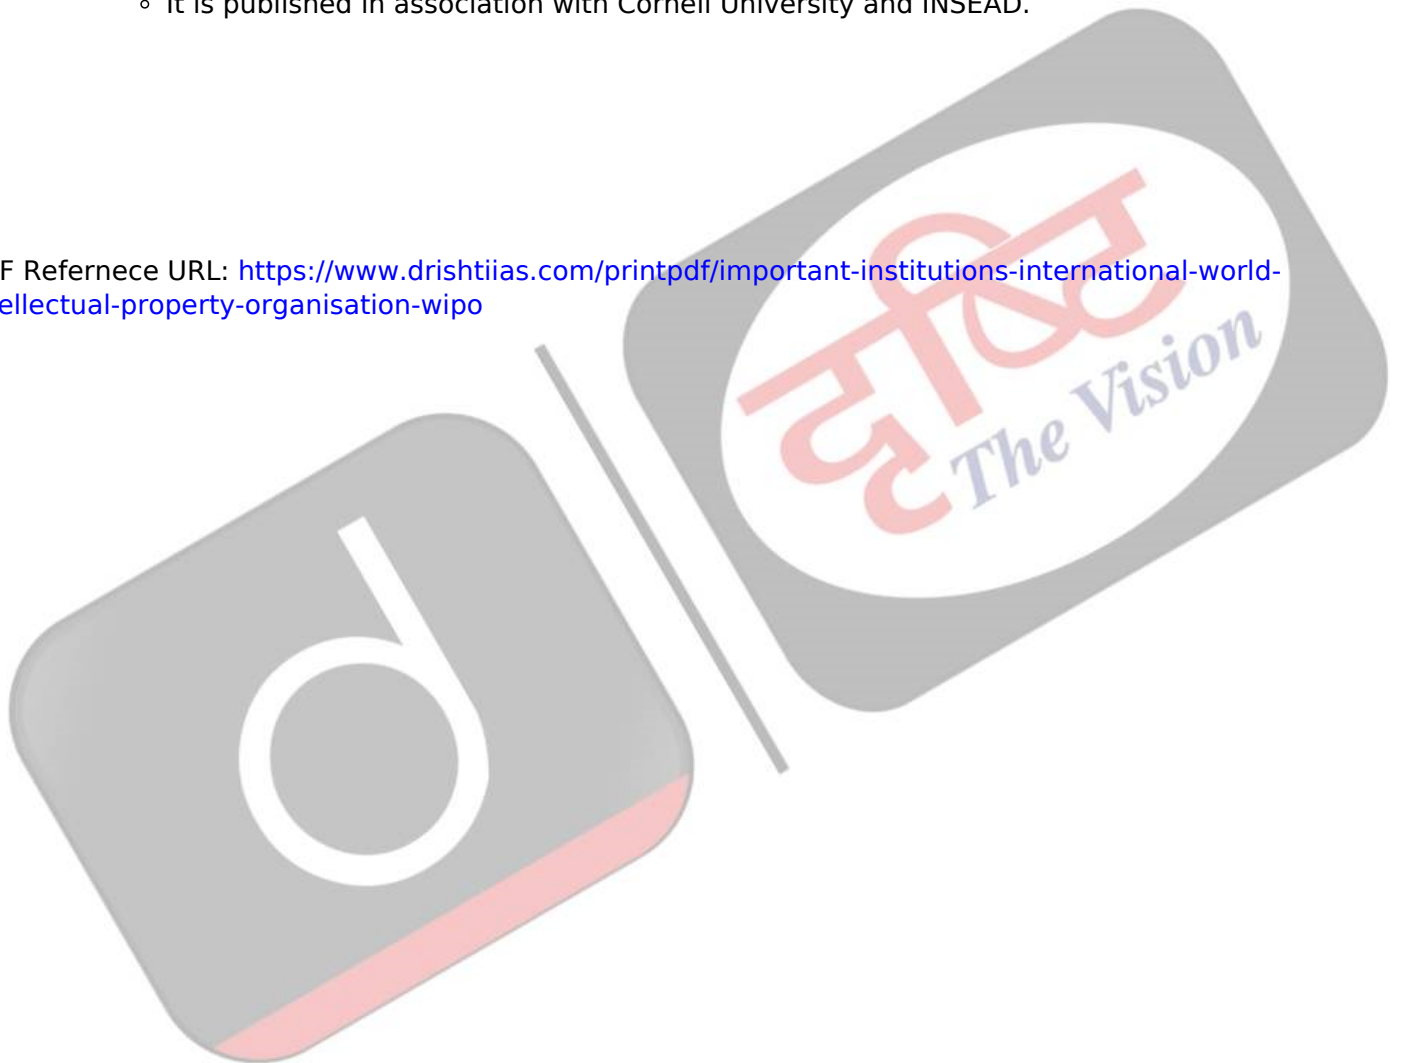 It is published in association with Cornell University and INSEAD.
F Refernece URL: https://www.drishtiias.com/printpdf/important-institutions-international-world-
ellectual-property-organisation-wipo
दृष्टि
The Vision
d